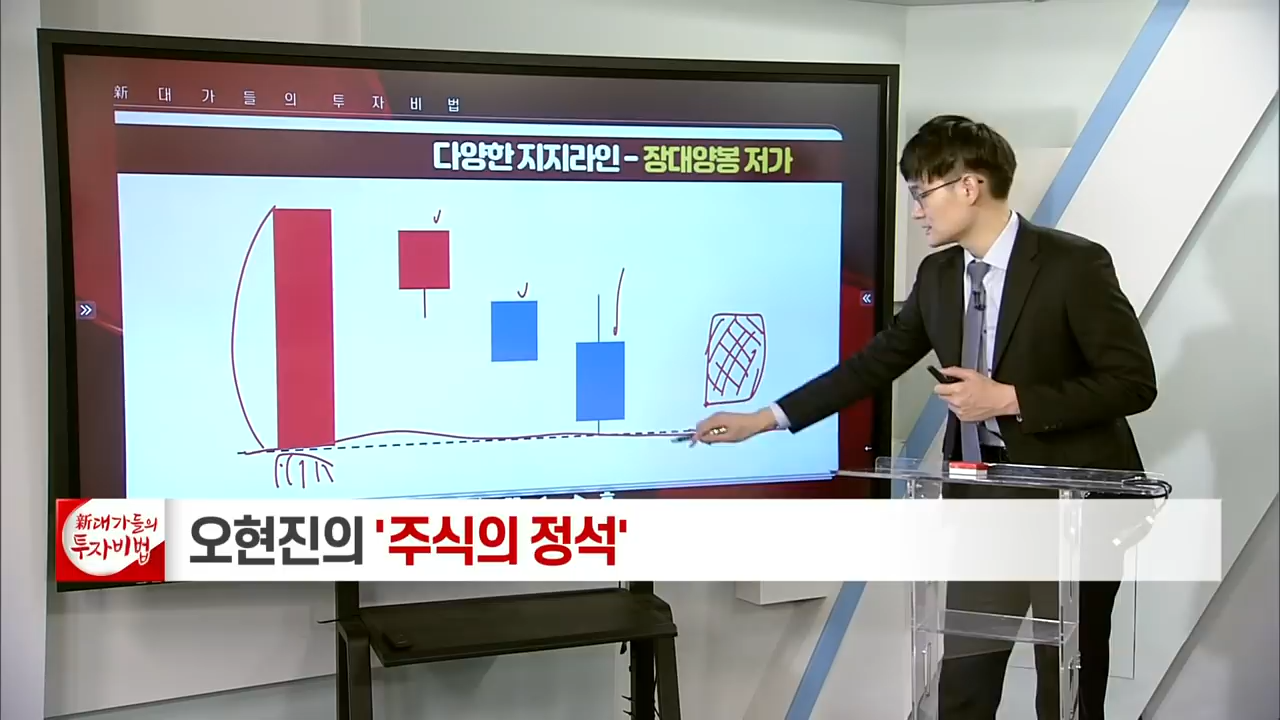 新 대 가 들 의 투 자 비 법
다양한 지지라인 - 장대양봉 저가
新대가들의
투자비법
오현진의 '주식의 정석'